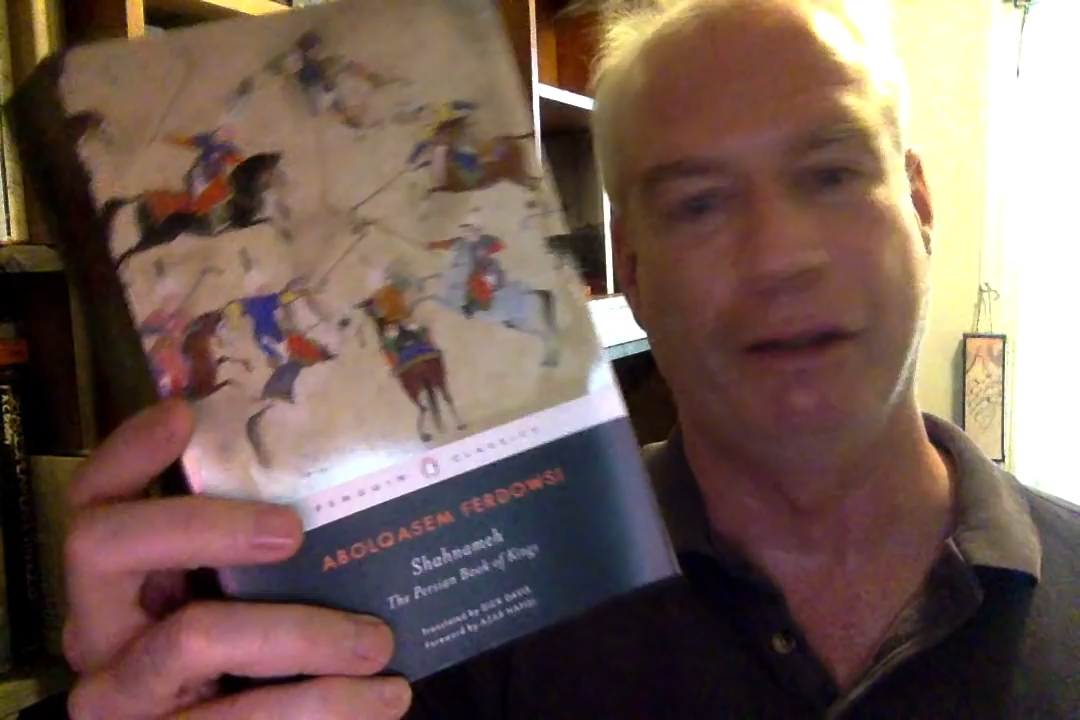 PENGUIN CLASSICS
ABOLQASEM FERDOWSI
Shahnameh
The Persian Book of Kings
Translated by DICK DAVIS
Foreword by AZAR NAFISI